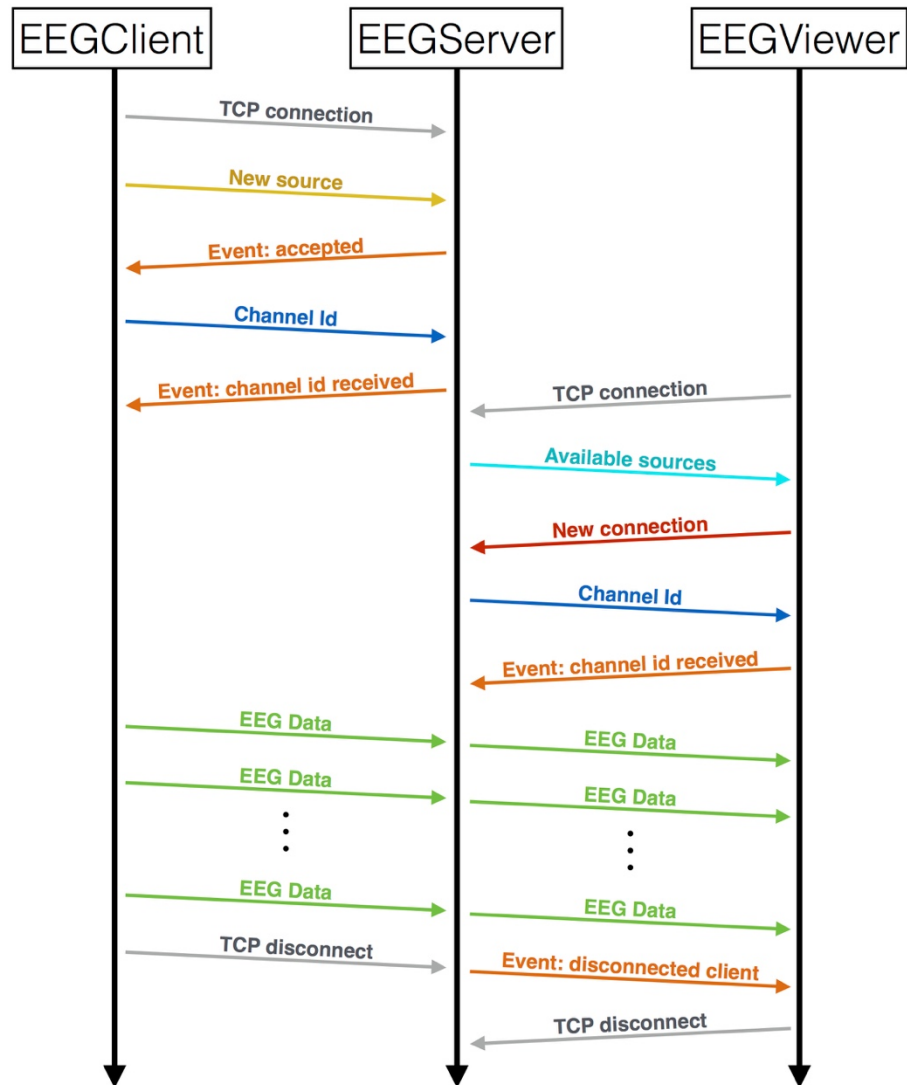 EEGClient
EEGServer
EEGViewer
TCP connection
New source
Event: accepted
Channel Id
Event: channel id received
TCP connection
Available sources
New connection
Channel Id
Event: channel id received
EEG Data
EEG Data
EEG Data
EEG Data
EEG Data
EEG Data
TCP disconnect
Event: disconnected client
TCP disconnect